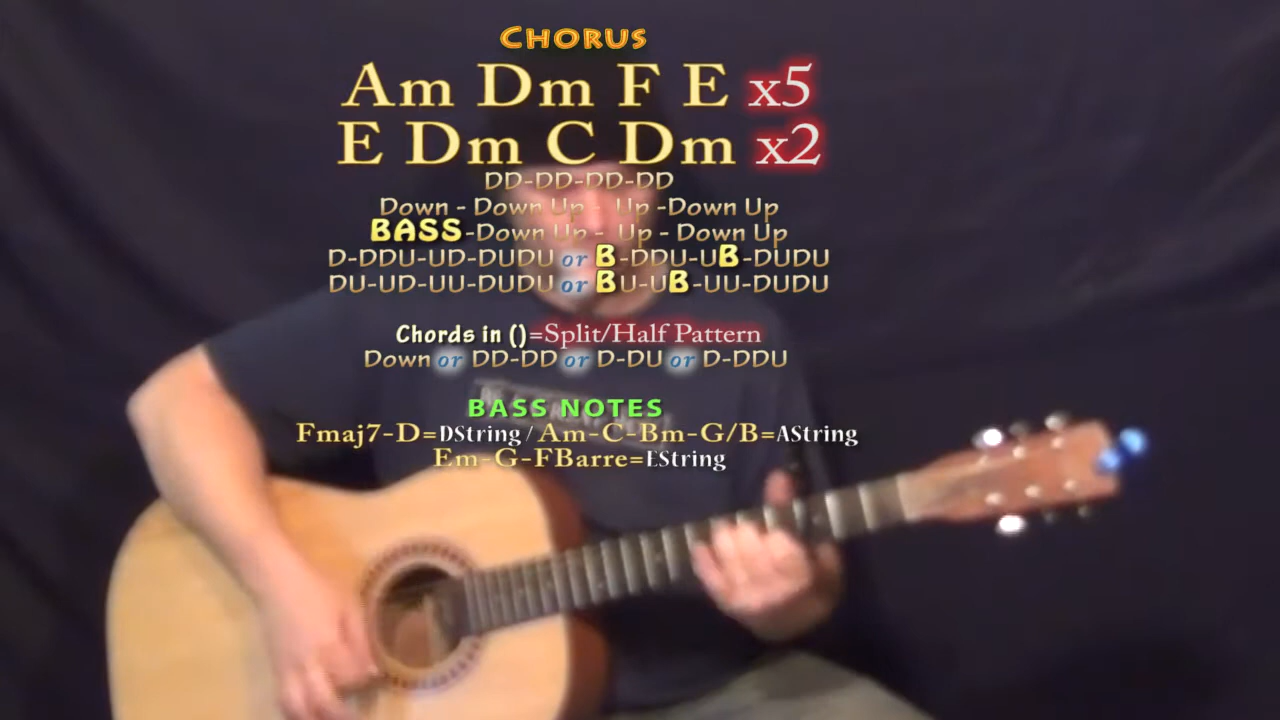 CHORUS
Am Dm F E x5
E Dm C Dm x2
DD-DD-DD-DD
Down - Down Up - Up -Down Up
BASS-Down Up - Up - Down Up
D-DDU-UD-DUDU or B-DDU-UB-DUDU
DU-UD-UU-DUDU or BU-UB-UU-DUDU
Chords in ()=Split/Half Pattern
Down or DD-DD or D-DU or D-DDU
BASS NOTES
Fmaj7-D=DString / Am-C-Bm-G/B=AString
Em-G-FBarre=EString